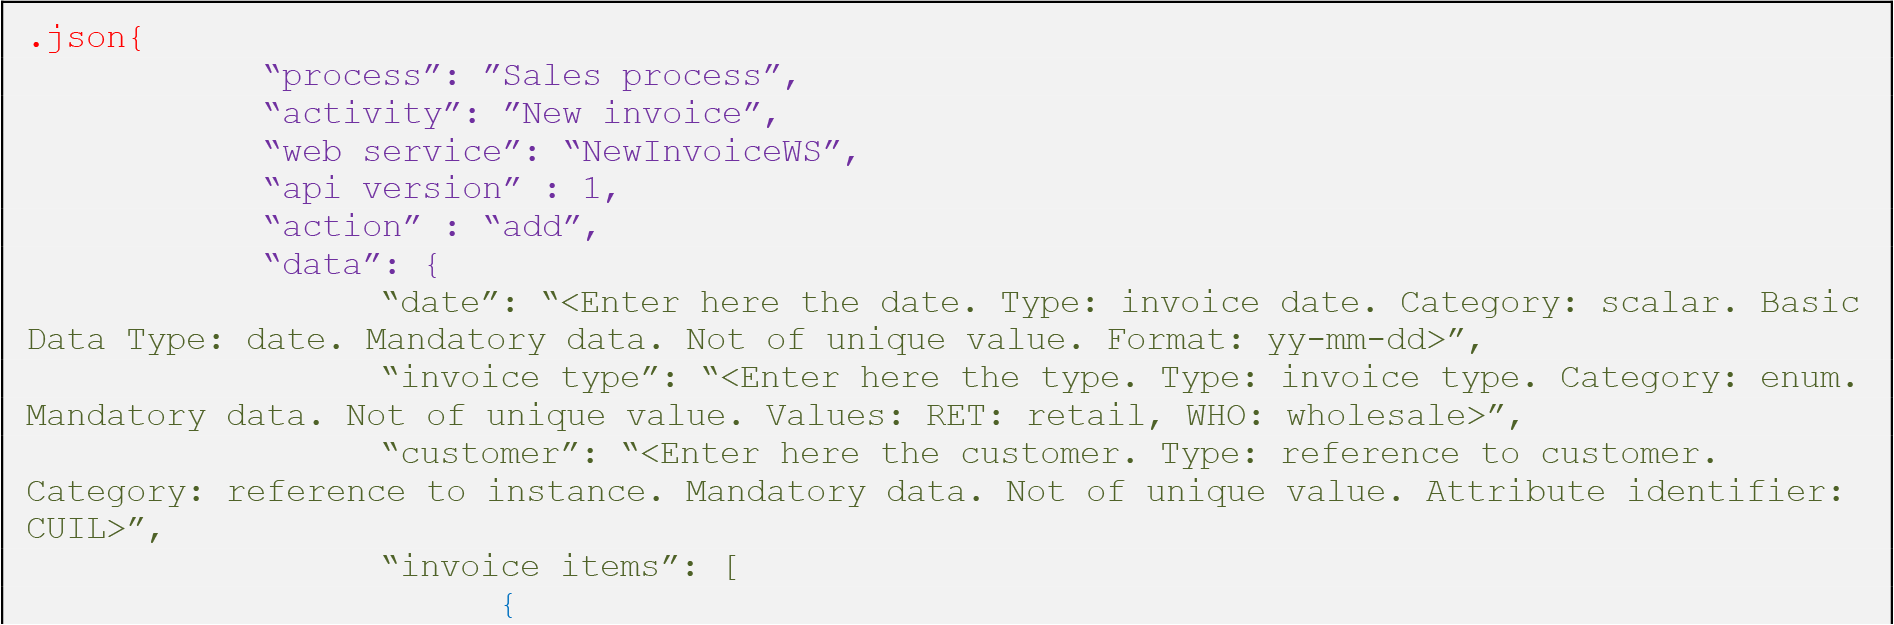 .json{
“process”: ”Sales process”,
“activity”: ”New invoice”,
“web service”: “NewInvoiceWS”,
“api version” : 1,
“action” : “add”,
“data”: {
“date”: “<Enter here the date. Type: invoice date. Category: scalar. Basic
Data Type: date. Mandatory data. Not of unique value. Format: yy-mm-dd>”,
“invoice type”: “<Enter here the type. Type: invoice type. Category: enum.
Mandatory data. Not of unique value. Values: RET: retail, WHO: wholesale>”,
“customer”: “<Enter here the customer. Type: reference to customer.
Category: reference to instance. Mandatory data. Not of unique value. Attribute identifier:
CUIL>”,
“invoice items”: [
{